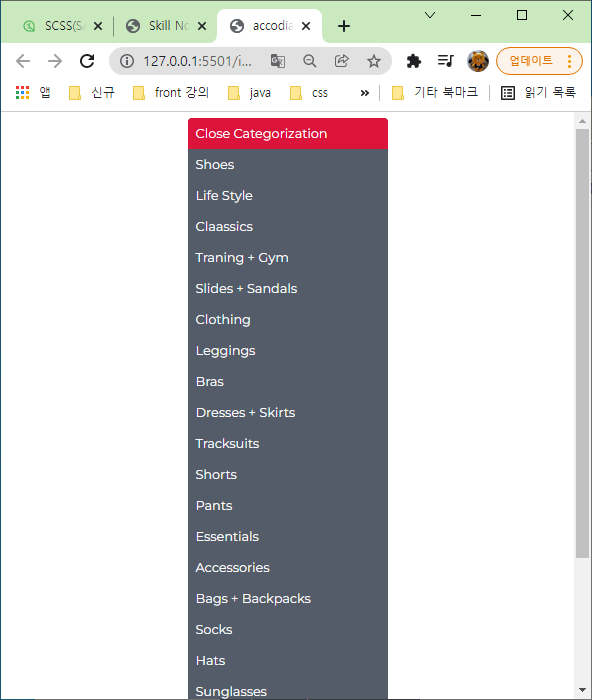 SCSS(SA
Skill No
accodia
127.0.0.1:5501/i...
업데이트
앱
신규
front 강의
java
css
»
기타 북마크
읽기 목록
Close Categorization
Shoes
Life Style
Claassics
Traning + Gym
Slides + Sandals
Clothing
Leggings
Bras
Dresses + Skirts
Tracksuits
Shorts
Pants
Essentials
Accessories
Bags + Backpacks
Socks
Hats
Sunglasses